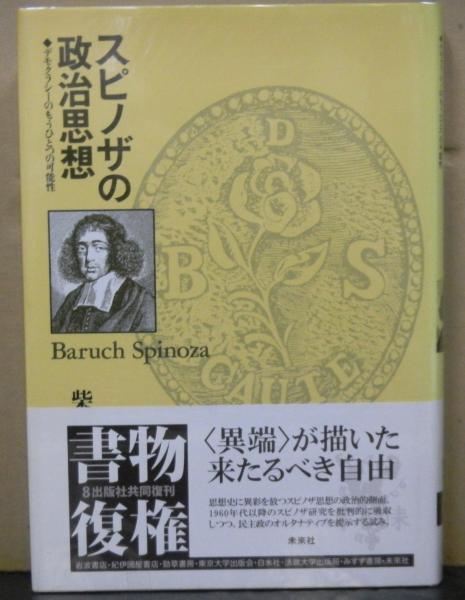 スピノザの
政治思想
◆デモクラシーのもうひとつの可能性
D
B S
CAUTE
Baruch Spinoza
柴
書物
8出版社共同復刊
復権
〈異端〉が描いた
来たるべき自由
思想史に異彩を放つスピノザ思想の政治的側面。
1960年代以降のスピノザ研究を批判的に摂取
しつつ、民主政のオルタナティブを提示する試み。
未來社
岩波書店・紀伊國屋書店・勁草書房・東京大学出版会・白水社・法政大学出版局・みすず書房・未來社